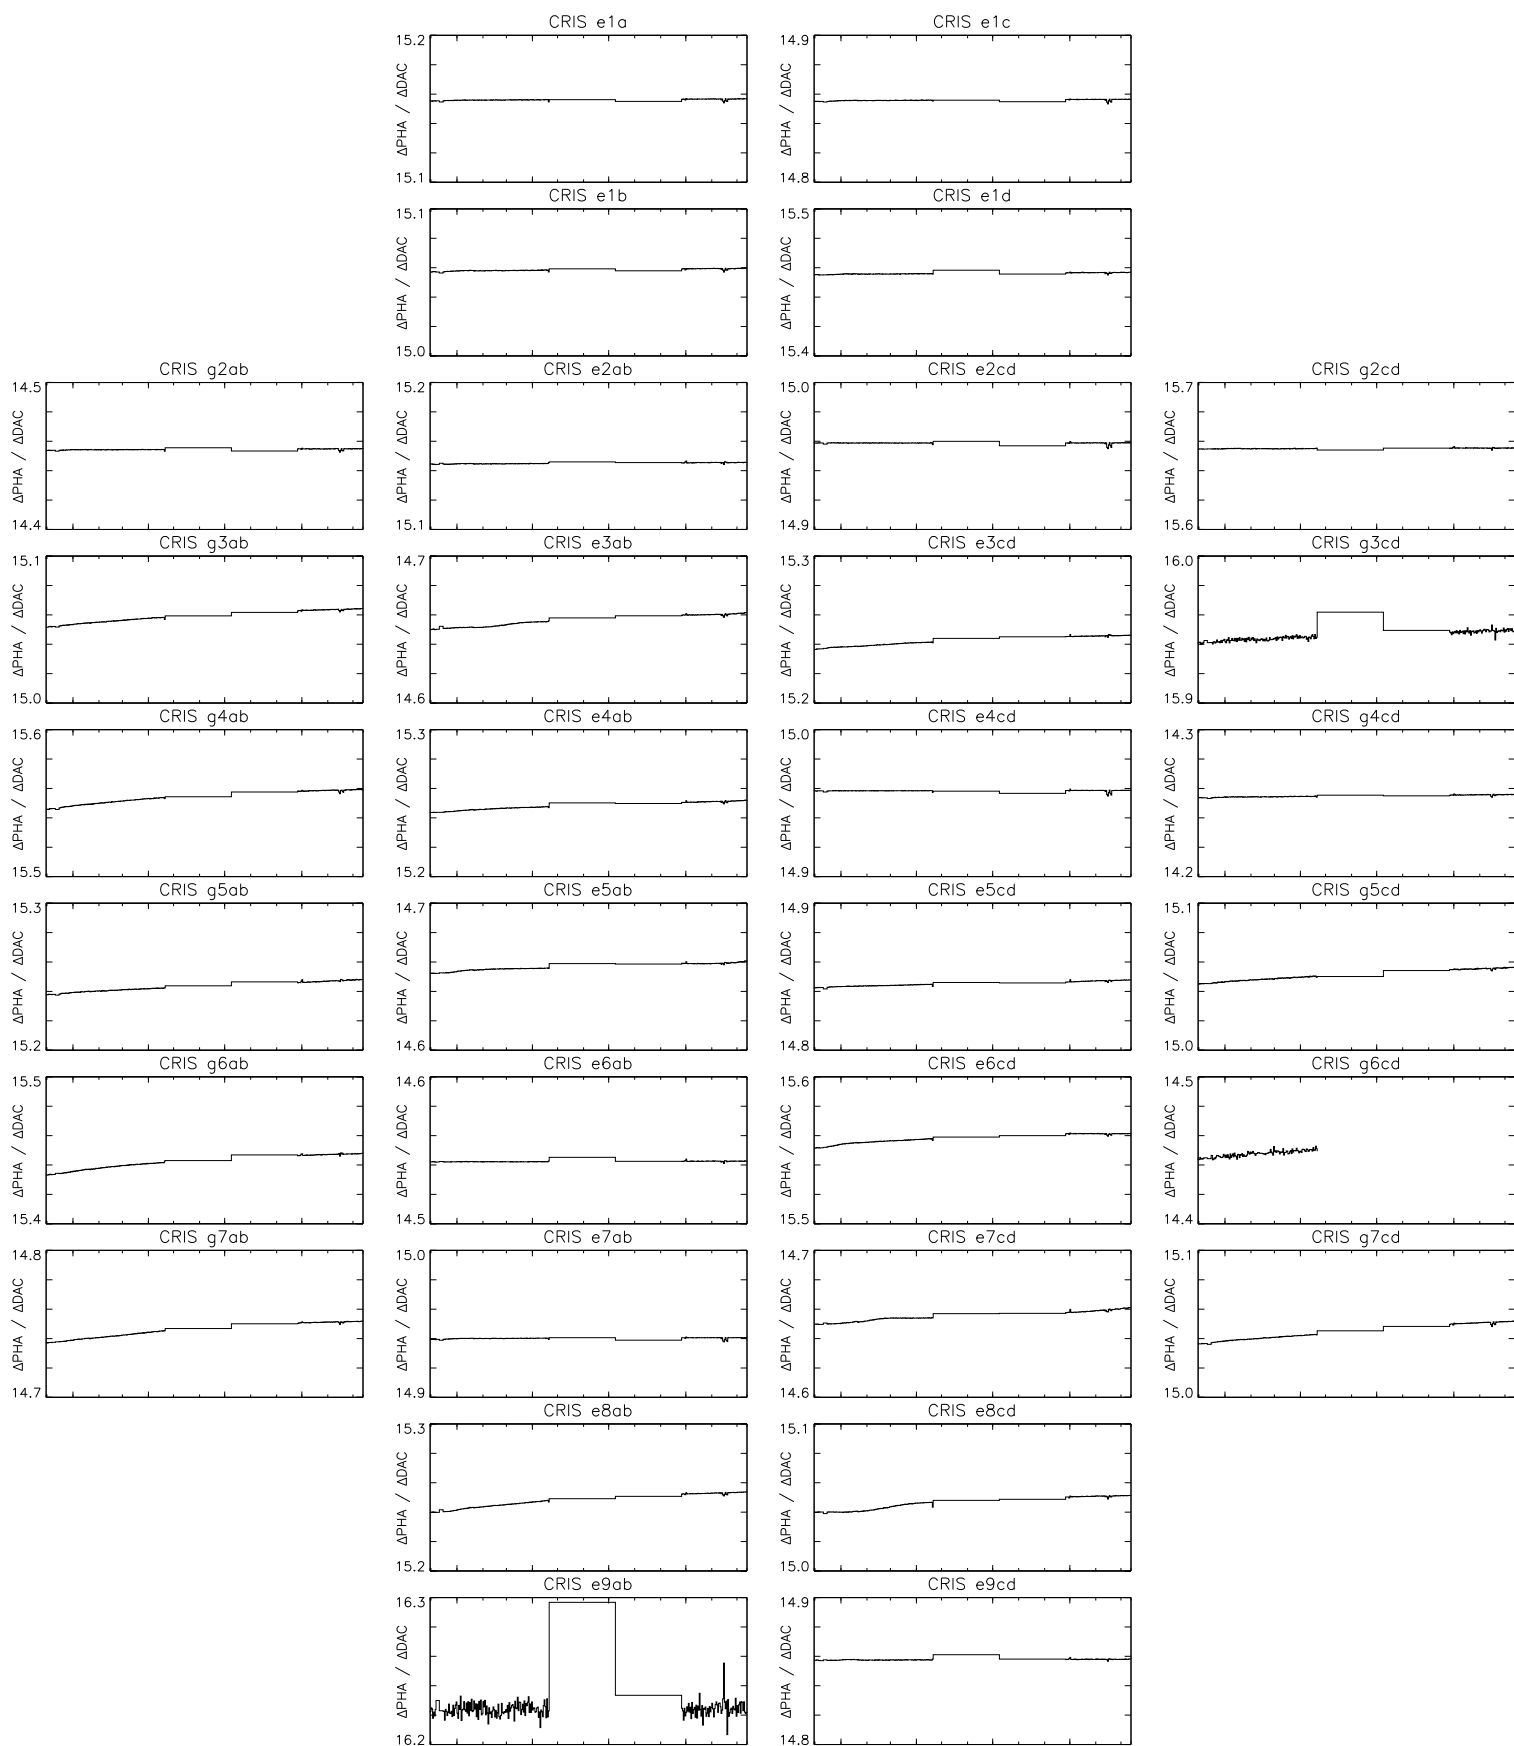 CRIS e1a
CRIS e1c
15.2
ΔPHA / ΔDAC
15.1
14.9
ΔPHA / ΔDAC
14.8
CRIS e1b
CRIS e1d
15.1
ΔPHA / ΔDAC
15.0
15.5
ΔPHA / ΔDAC
15.4
CRIS g2ab
CRIS e2ab
CRIS e2cd
CRIS g2cd
14.5
ΔPHA / ΔDAC
14.4
15.2
ΔPHA / ΔDAC
15.1
15.0
ΔPHA / ΔDAC
14.9
15.7
ΔPHA / ΔDAC
15.6
CRIS g3ab
CRIS e3ab
CRIS e3cd
CRIS g3cd
15.1
ΔPHA / ΔDAC
15.0
14.7
ΔPHA / ΔDAC
14.6
15.3
ΔPHA / ΔDAC
15.2
16.0
ΔPHA / ΔDAC
15.9
CRIS g4ab
CRIS e4ab
CRIS e4cd
CRIS g4cd
15.6
ΔPHA / ΔDAC
15.5
15.3
ΔPHA / ΔDAC
15.2
15.0
ΔPHA / ΔDAC
14.9
14.3
ΔPHA / ΔDAC
14.2
CRIS g5ab
CRIS e5ab
CRIS e5cd
CRIS g5cd
15.3
ΔPHA / ΔDAC
15.2
14.7
ΔPHA / ΔDAC
14.6
14.9
ΔPHA / ΔDAC
14.8
15.1
ΔPHA / ΔDAC
15.0
CRIS g6ab
CRIS e6ab
CRIS e6cd
CRIS g6cd
15.5
ΔPHA / ΔDAC
15.4
14.6
ΔPHA / ΔDAC
14.5
15.6
ΔPHA / ΔDAC
15.5
14.5
ΔPHA / ΔDAC
14.4
CRIS g7ab
CRIS e7ab
CRIS e7cd
CRIS g7cd
14.8
ΔPHA / ΔDAC
14.7
15.0
ΔPHA / ΔDAC
14.9
14.7
ΔPHA / ΔDAC
14.6
15.1
ΔPHA / ΔDAC
15.0
CRIS e8ab
CRIS e8cd
15.3
ΔPHA / ΔDAC
15.2
15.1
ΔPHA / ΔDAC
15.0
CRIS e9ab
CRIS e9cd
16.3
ΔPHA / ΔDAC
16.2
14.9
ΔPHA / ΔDAC
14.8